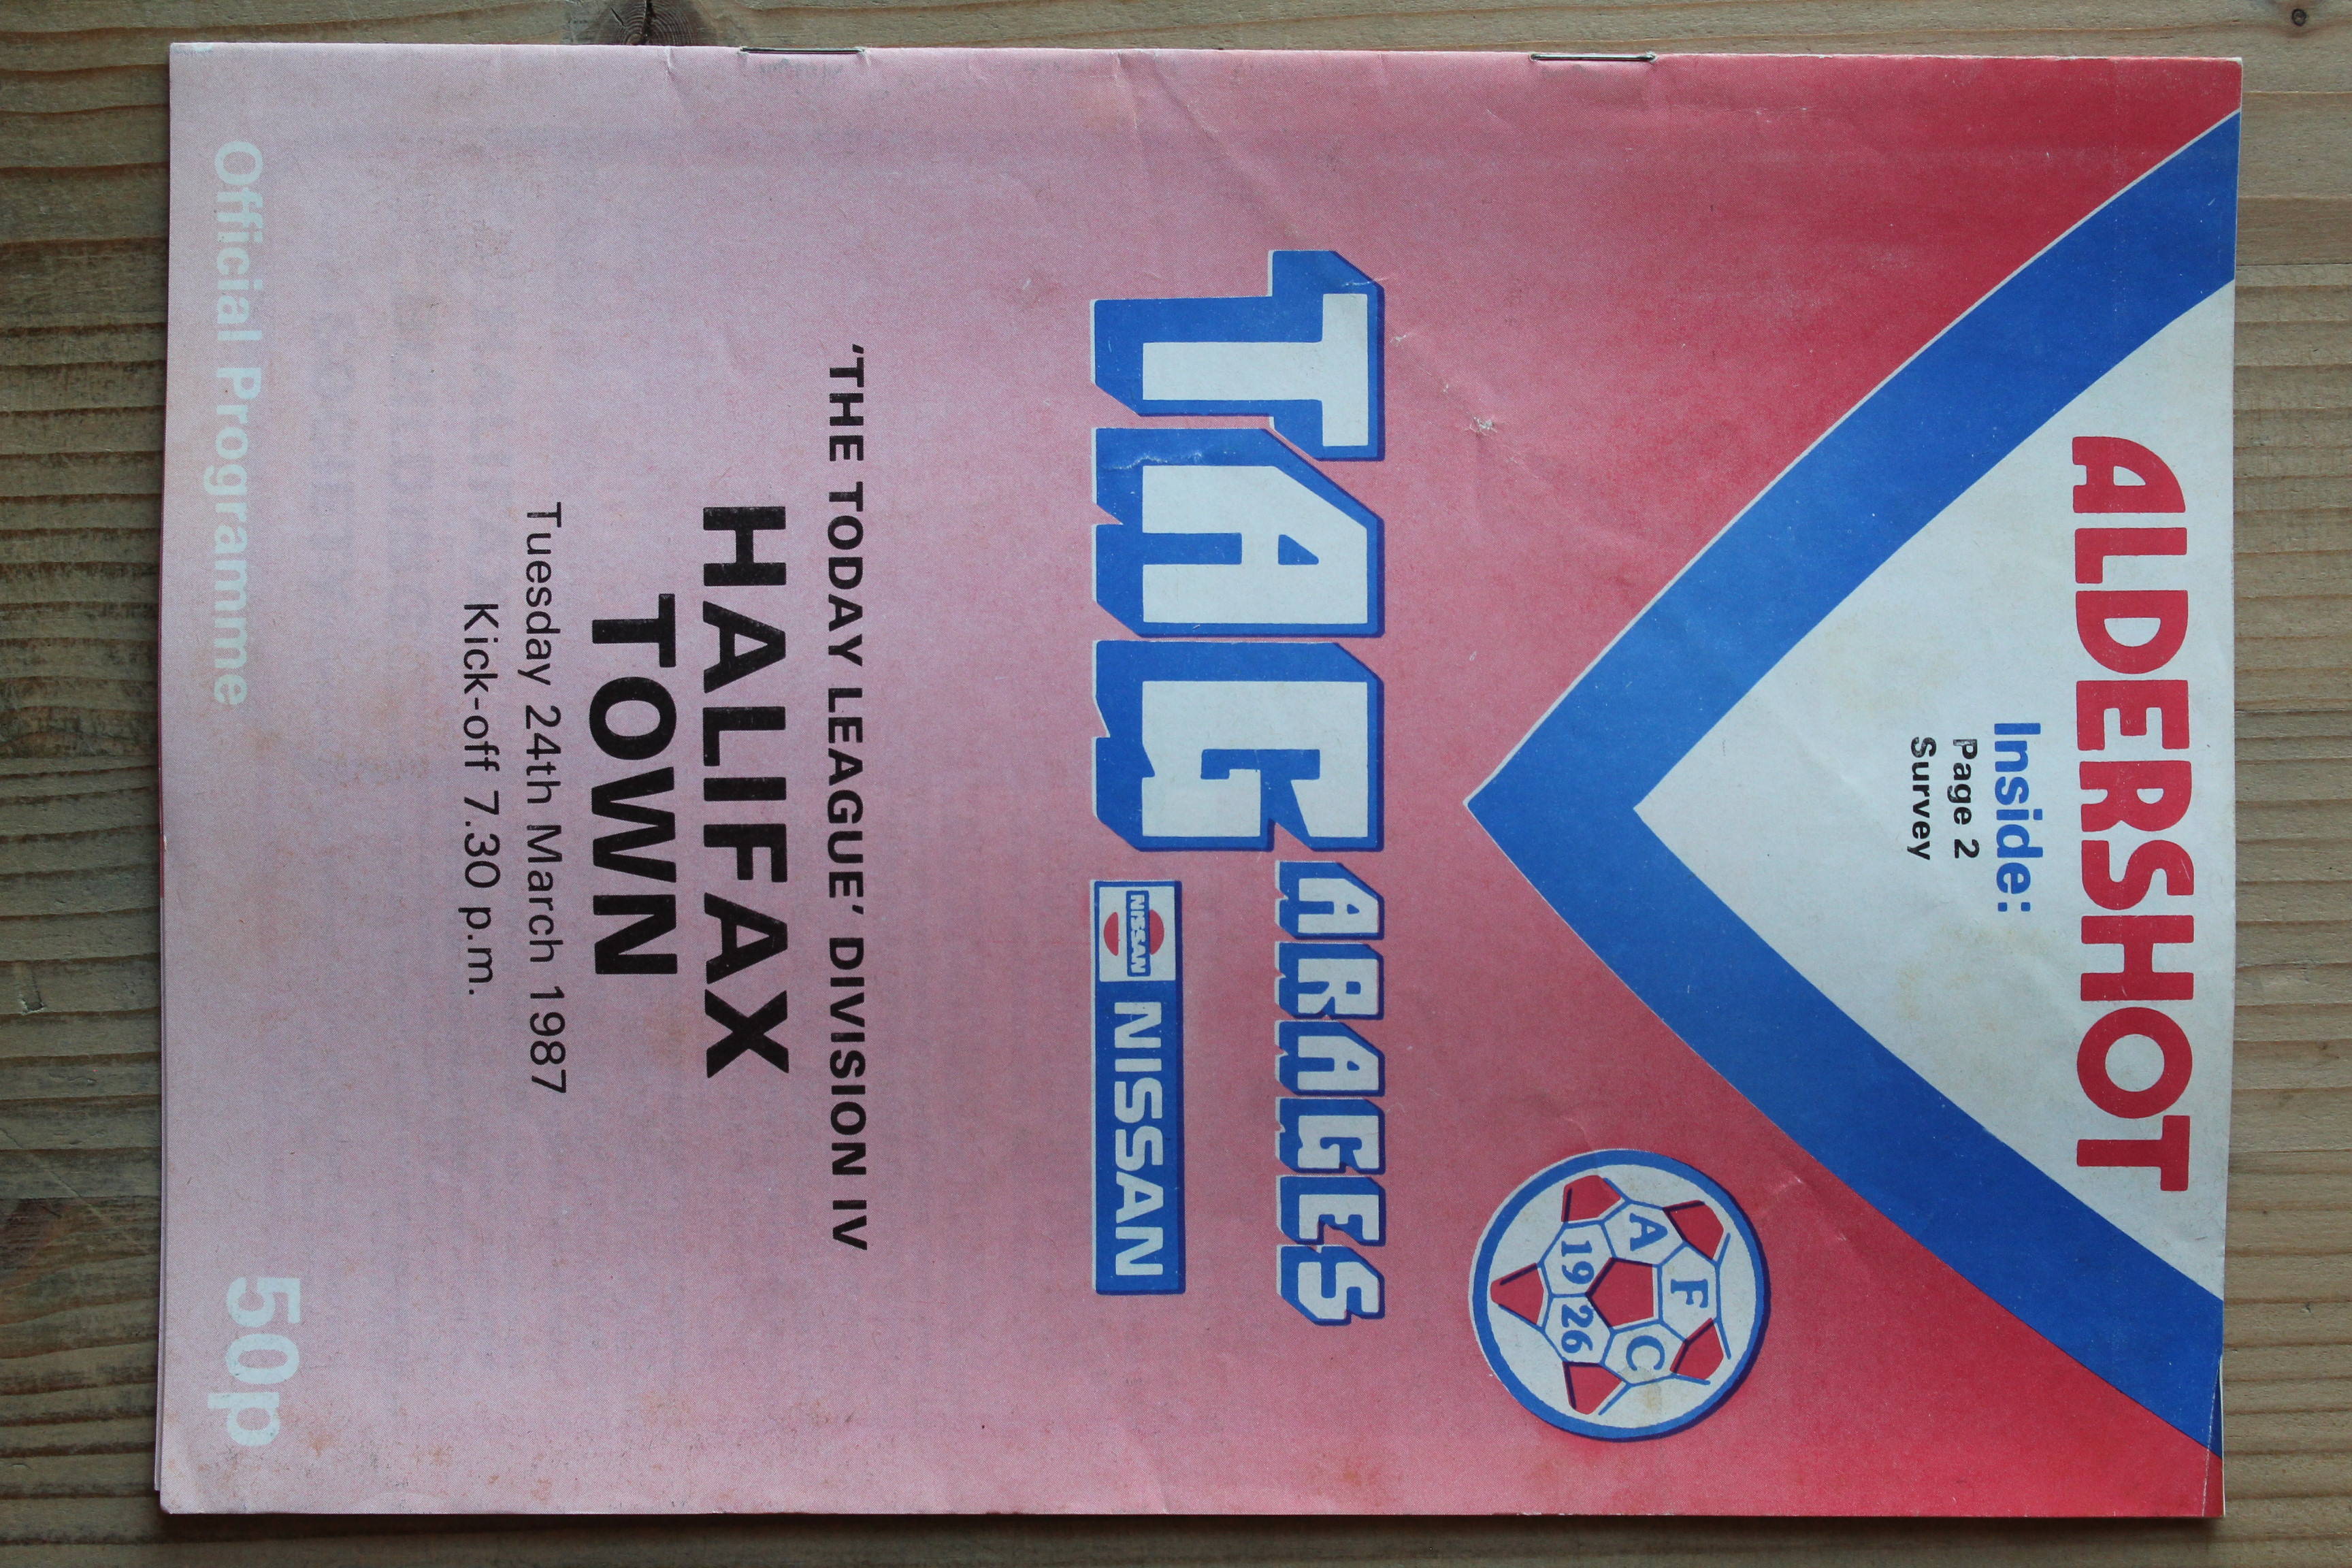 ALDERSHOT
Inside:
Page 2
Survey
A F C
1926
TAG ARAGES
NISSAN NISSAN
‘THE TODAY LEAGUE’ DIVISION IV
HALIFAX
TOWN
Tuesday 24th March 1987
Kick-off 7.30 p.m.
Official Programme 50p